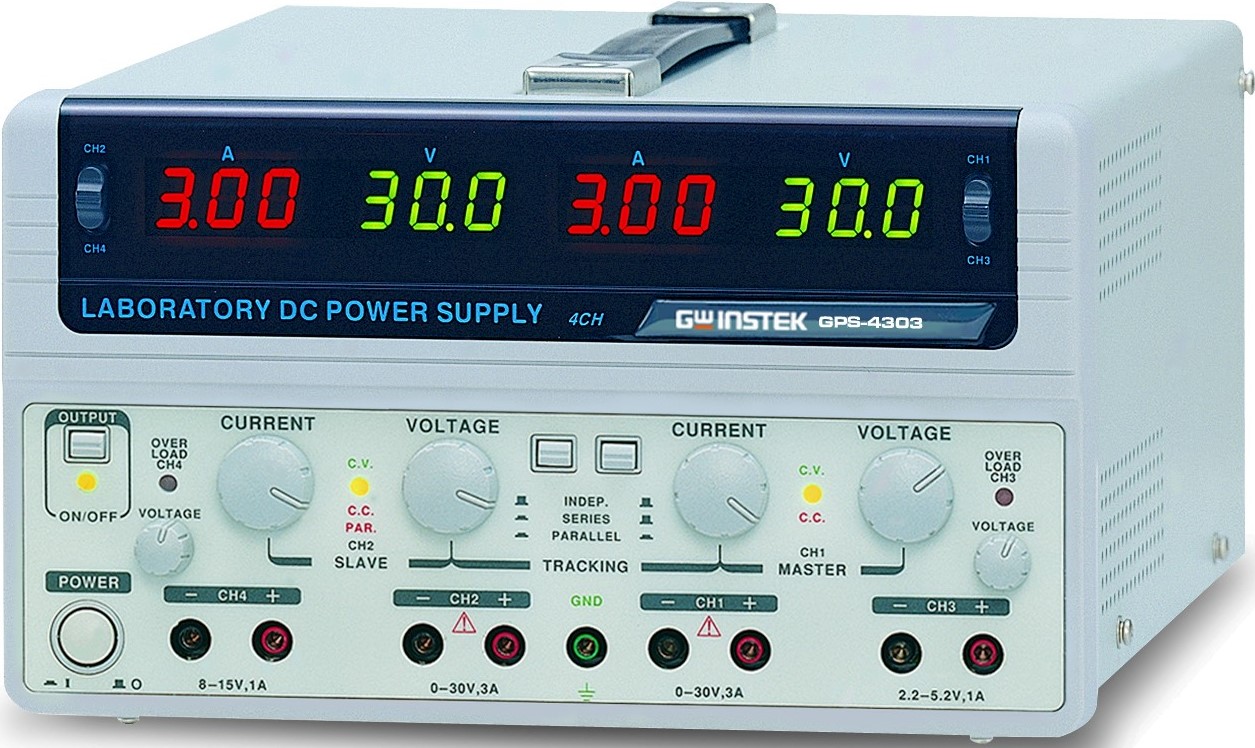 CH2
A
V
A
V
CH1
3.00
30.0
3.00
30.0
CH4
CH3
LABORATORY DC POWER SUPPLY 4CH
GWINSTEK GPS-4303
OUTPUT
ON/OFF
OVER
LOAD
CH4
VOLTAGE
CURRENT
C.V.
C.C.
PAR.
CH2
SLAVE
VOLTAGE
INDEP.
SERIES
PARALLEL
TRACKING
CURRENT
C.V.
C.C.
CH1
MASTER
VOLTAGE
OVER
LOAD
CH3
VOLTAGE
POWER
I
O
− CH4 +
8–15V,1A
− CH2 +
0–30V,3A
GND
− CH1 +
0–30V,3A
− CH3 +
2.2–5.2V,1A